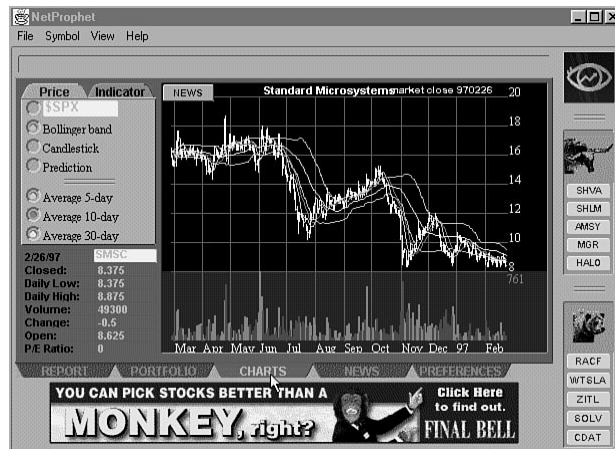 NetProphet
File Symbol View Help
Price Indicator
$SPX
Bollinger band
Candlestick
Prediction
Average 5-day
Average 10-day
Average 30-day
2/26/97 SMSC
Closed: 8.375
Daily Low: 8.375
Daily High: 8.875
Volume: 49300
Change: -0.5
Open: 8.625
P/E Ratio: 0
NEWS
Standard Microsystems market close 970226
20
18
16
14
12
10
8
761
Mar Apr May Jun Jul Aug Sep Oct Nov Dec 97 Feb
SHVA
SHLM
AMSY
MGR
HALO
RACF
WTSLA
ZITL
SOLV
CDAT
REPORT PORTFOLIO CHARTS NEWS PREFERENCES
YOU CAN PICK STOCKS BETTER THAN A
MONKEY, right?
Click Here
to find out.
FINAL BELL